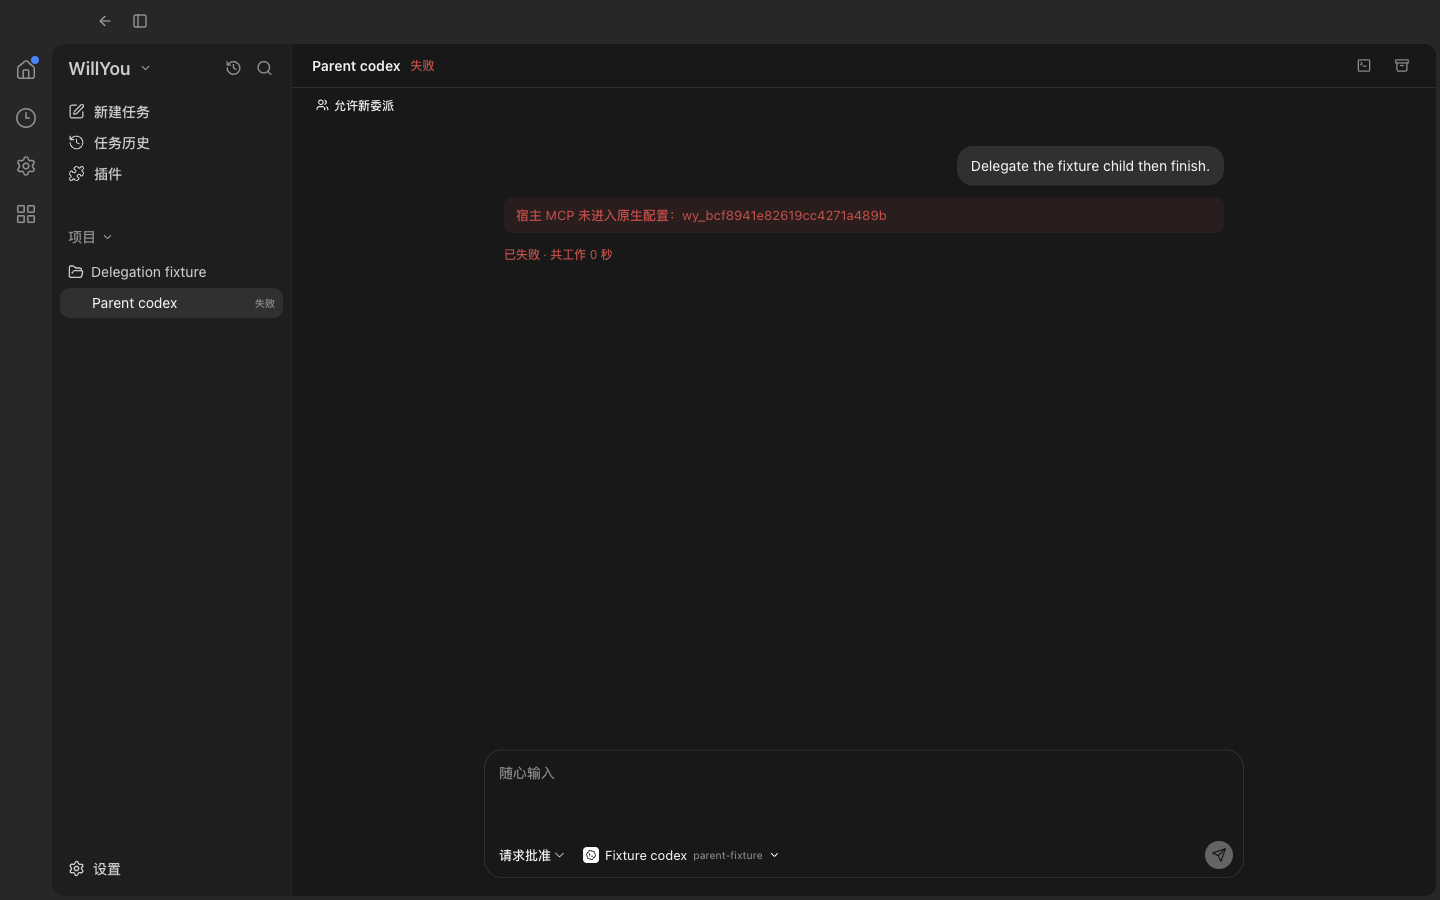 WillYou
新建任务
任务历史
插件
项目
Delegation fixture
Parent codex 失败
设置
Parent codex 失败
允许新委派
Delegate the fixture child then finish.
宿主 MCP 未进入原生配置：wy_bcf8941e82619cc4271a489b
已失败 · 共工作 0 秒
随心输入
请求批准 Fixture codex parent-fixture